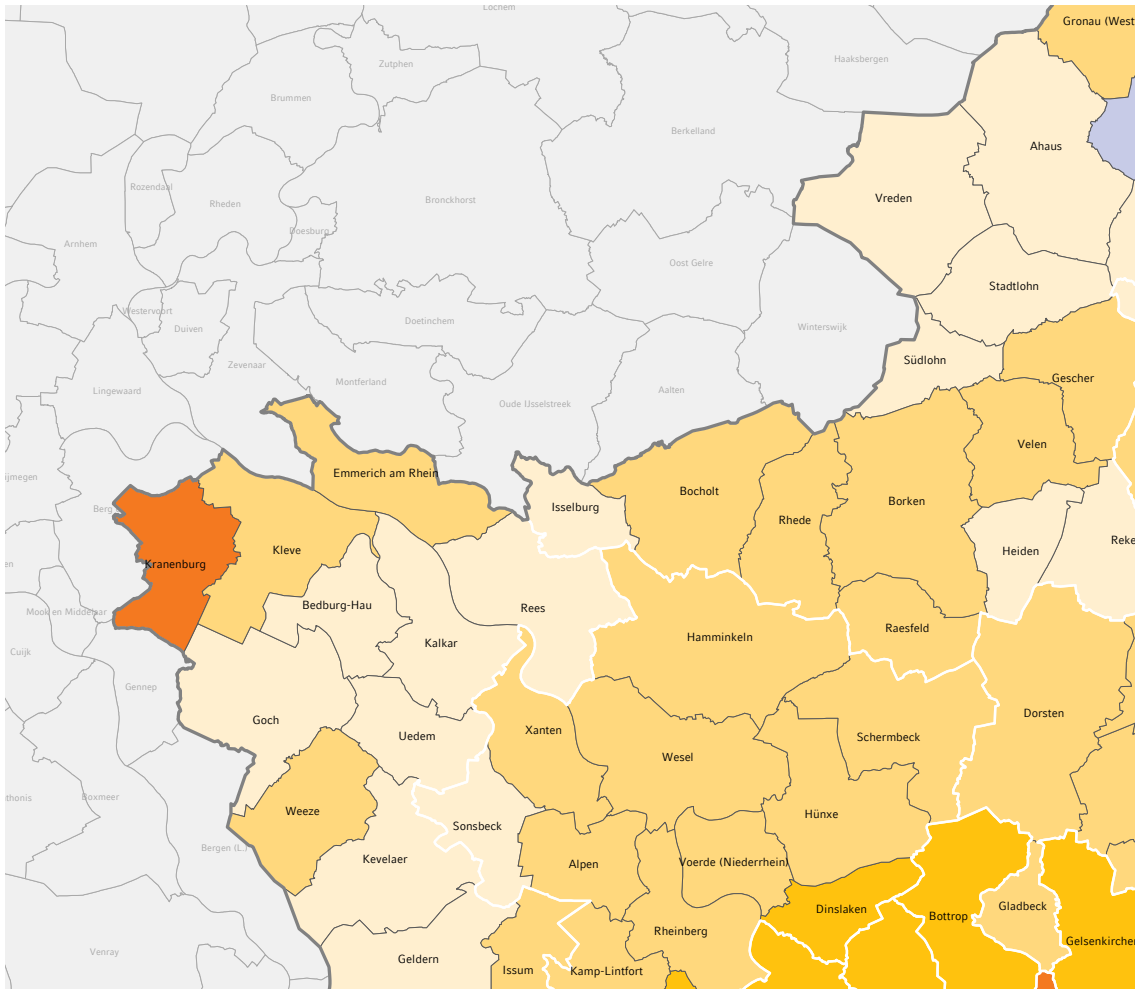 Lochem
Gronau (West
Haaksbergen
Zutphen
Brummen
Berkelland
Ahaus
Rozendaal
Rheden
Bronckhorst
Vreden
Doesburg
Arnhem
Oost Gelre
Stadtlohn
Westervoort
Duiven
Doetinchem
Winterswijk
Zevenaar
Südlohn
Gescher
Montferland
Lingewaard
Oude IJsselstreek
Aalten
Velen
Emmerich am Rhein
ijmegen
Bocholt
Borken
Berg
Isselburg
Rhede
Reke
Kleve
Heiden
en
Kranenburg
Bedburg-Hau
Rees
Mook en Middelaar
Raesfeld
Hamminkeln
Kalkar
Cuijk
Gennep
Dorsten
Goch
Xanten
Uedem
Schermbeck
Wesel
thonis
Boxmeer
Weeze
Hünxe
Sonsbeck
Bergen (L.)
Kevelaer
Alpen
Voerde (Niederrhein)
Gladbeck
Dinslaken
Bottrop
Rheinberg
Gelsenkirchen
Venray
Geldern
Issum
Kamp-Lintfort